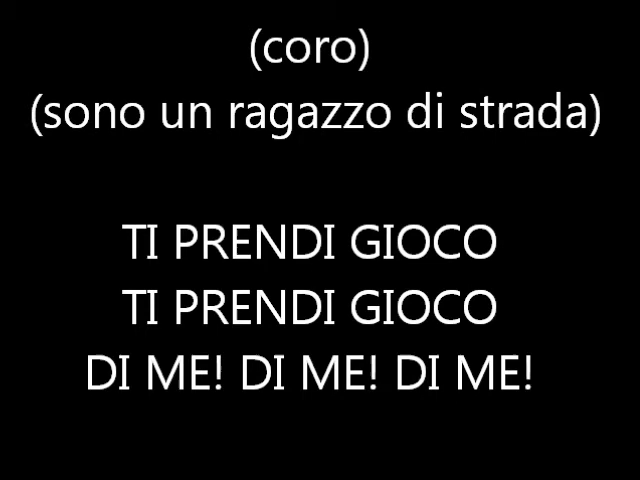 (coro)
(sono un ragazzo di strada)
TI PRENDI GIOCO
TI PRENDI GIOCO
DI ME! DI ME! DI ME!